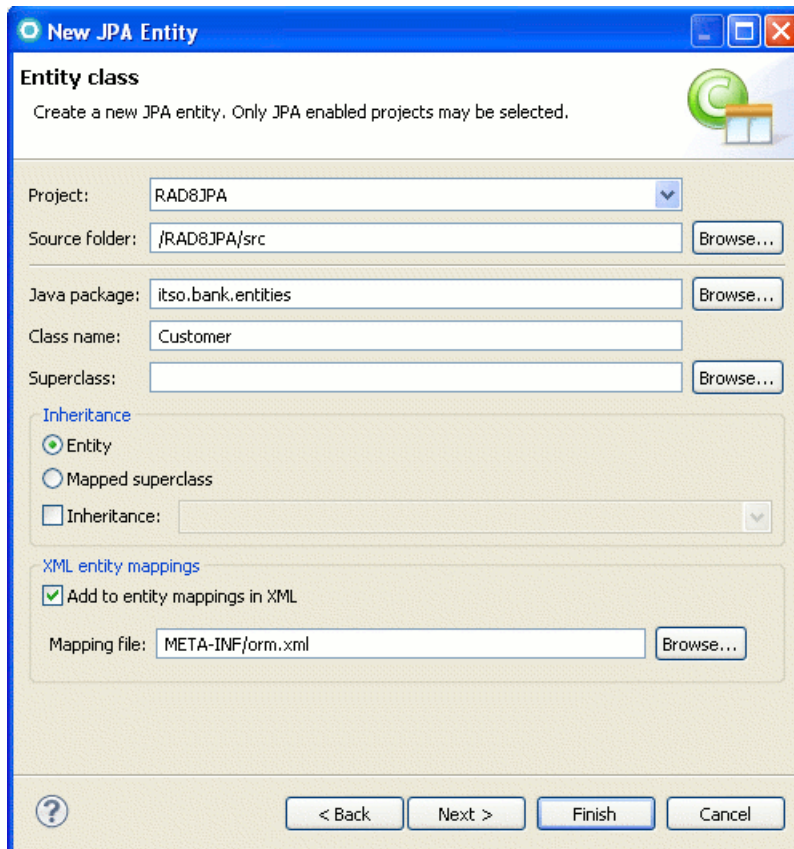 New JPA Entity
Entity class
Create a new JPA entity. Only JPA enabled projects may be selected.
Project: RAD8JPA
Source folder: /RAD8JPA/src Browse...
Java package: itso.bank.entities Browse...
Class name: Customer
Superclass: Browse...
Inheritance
Entity
Mapped superclass
Inheritance:
XML entity mappings
Add to entity mappings in XML
Mapping file: META-INF/orm.xml Browse...
? < Back Next > Finish Cancel